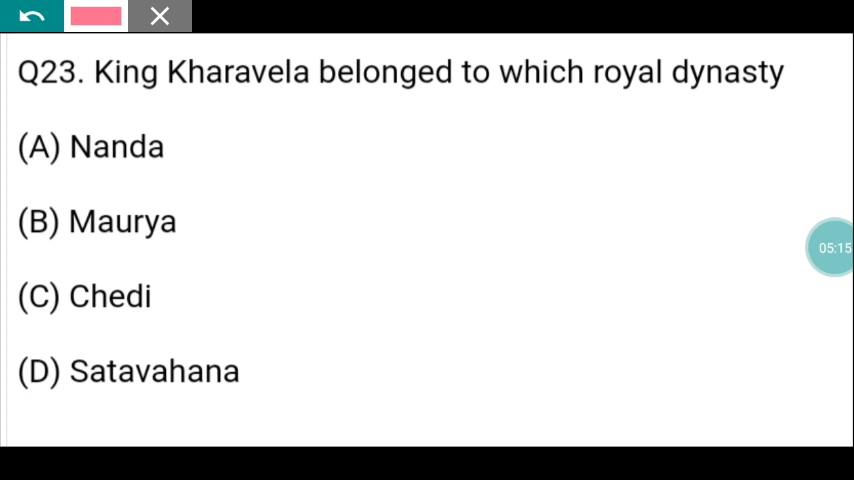 Q23. King Kharavela belonged to which royal dynasty
(A) Nanda
(B) Maurya
05:15
(C) Chedi
(D) Satavahana